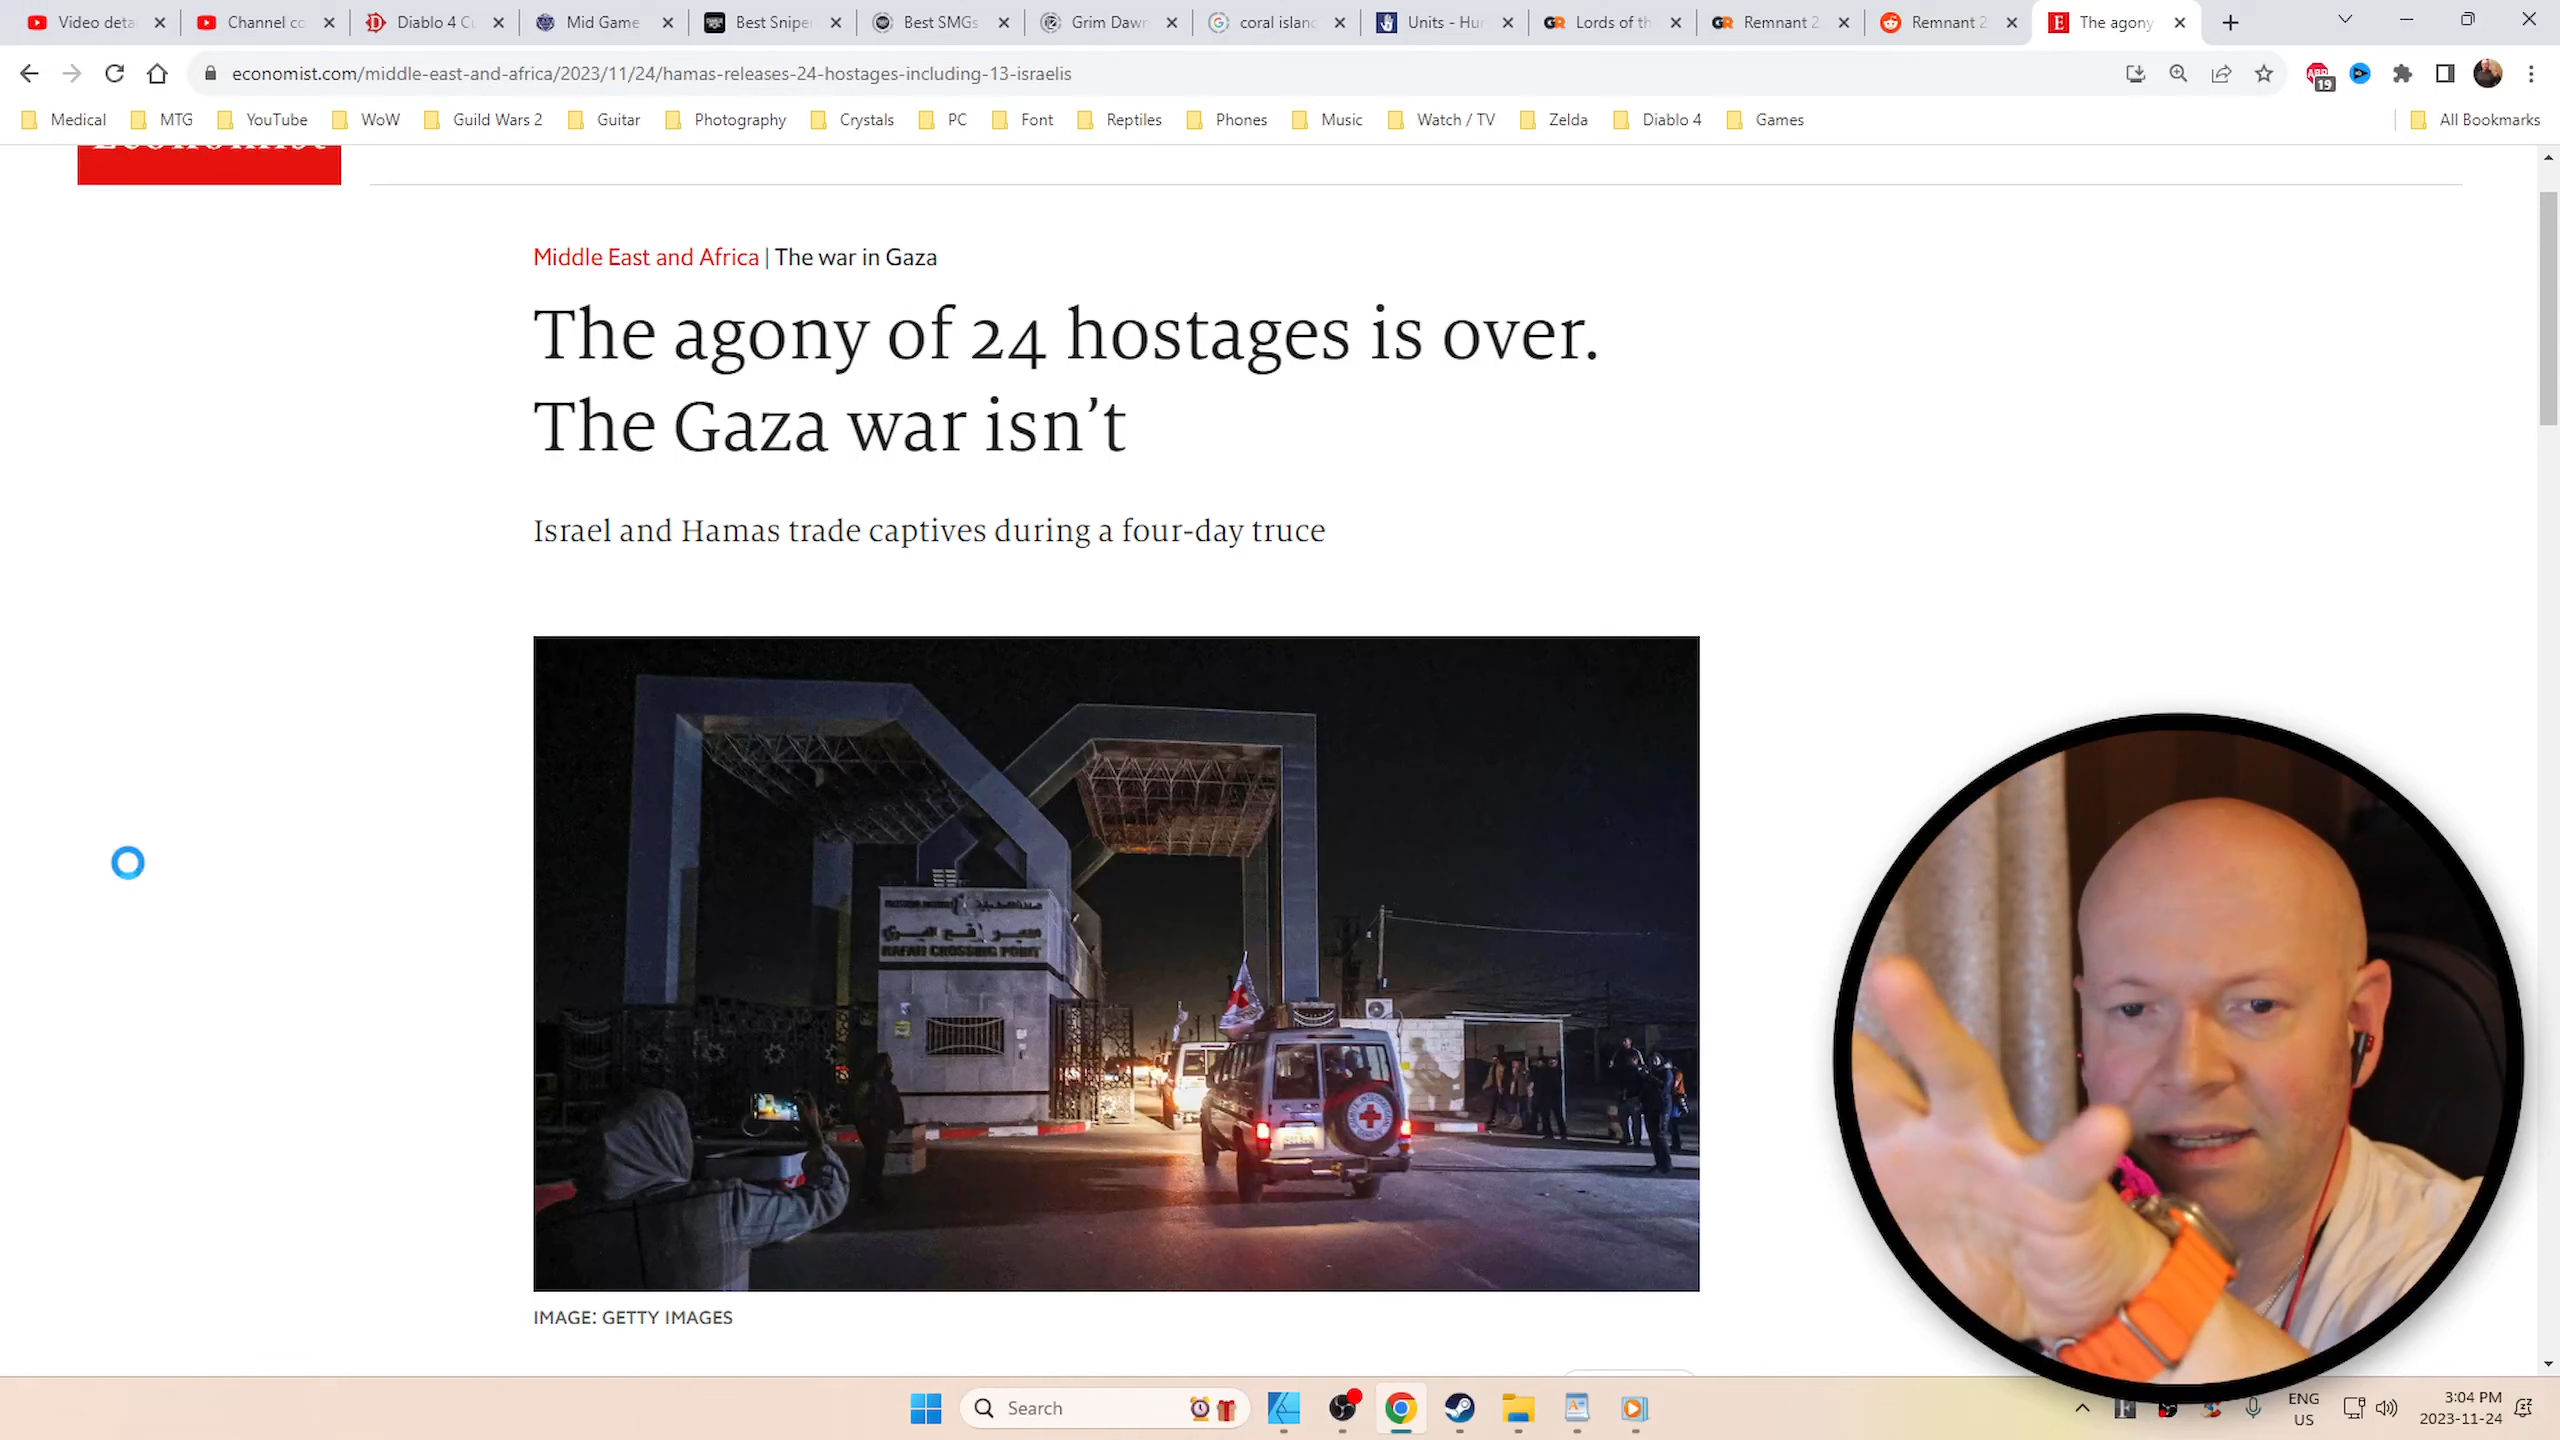 Video deta
Channel co
Diablo 4 Cu
Mid Game
Best Snipe
Best SMGs
Grim Dawn
coral island
Units - Hu
Lords of th
Remnant 2
Remnant 2
The agony
economist.com/middle-east-and-africa/2023/11/24/hamas-releases-24-hostages-including-13-israelis
19
Medical
MTG
YouTube
WoW
Guild Wars 2
Guitar
Photography
Crystals
PC
Font
Reptiles
Phones
Music
Watch / TV
Zelda
Diablo 4
Games
All Bookmarks
Economist
Middle East and Africa | The war in Gaza
The agony of 24 hostages is over.
The Gaza war isn’t
Israel and Hamas trade captives during a four-day truce
RAFAH CROSSING POINT
IMAGE: GETTY IMAGES
Search
ENG
US
3:04 PM
2023-11-24